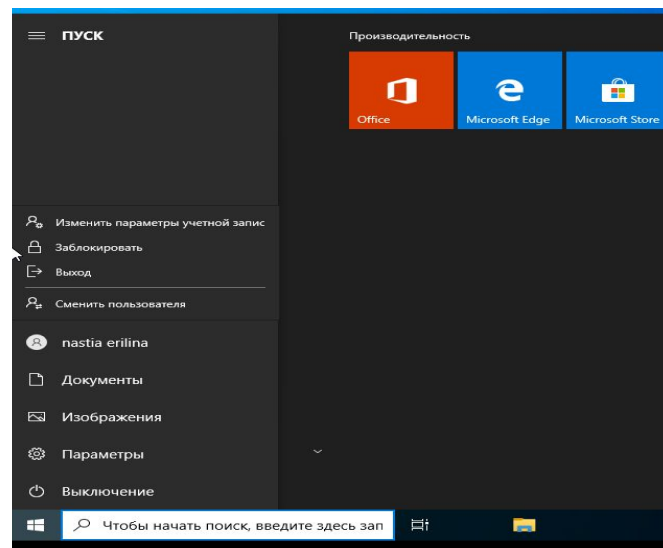 ПУСК
Производительность
Office
Microsoft Edge
Microsoft Store
Изменить параметры учетной запис
Заблокировать
Выход
Сменить пользователя
nastia erilina
Документы
Изображения
Параметры
Выключение
Чтобы начать поиск, введите здесь зап